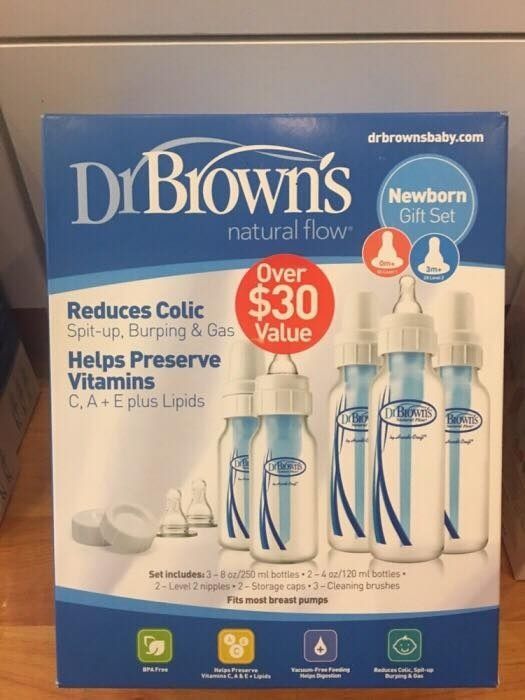 drbrownsbaby.com
Dr Brown's
natural flow®
Newborn
Gift Set
0m+
3m+
Over
$30
Value
Reduces Colic
Spit-up, Burping & Gas
Helps Preserve
Vitamins
C, A + E plus Lipids
Dr Brown's
Dr Brown's
Brown's
Dr Brown's
Set includes: 3 – 8 oz/250 ml bottles • 2 – 4 oz/120 ml bottles •
2 – Level 2 nipples • 2 – Storage caps • 3 – Cleaning brushes
Fits most breast pumps
BPA Free
Helps Preserve
Vitamins C, A & E + Lipids
Vacuum-Free Feeding
Helps Digestion
Reduces Colic, Spit-up
Burping & Gas